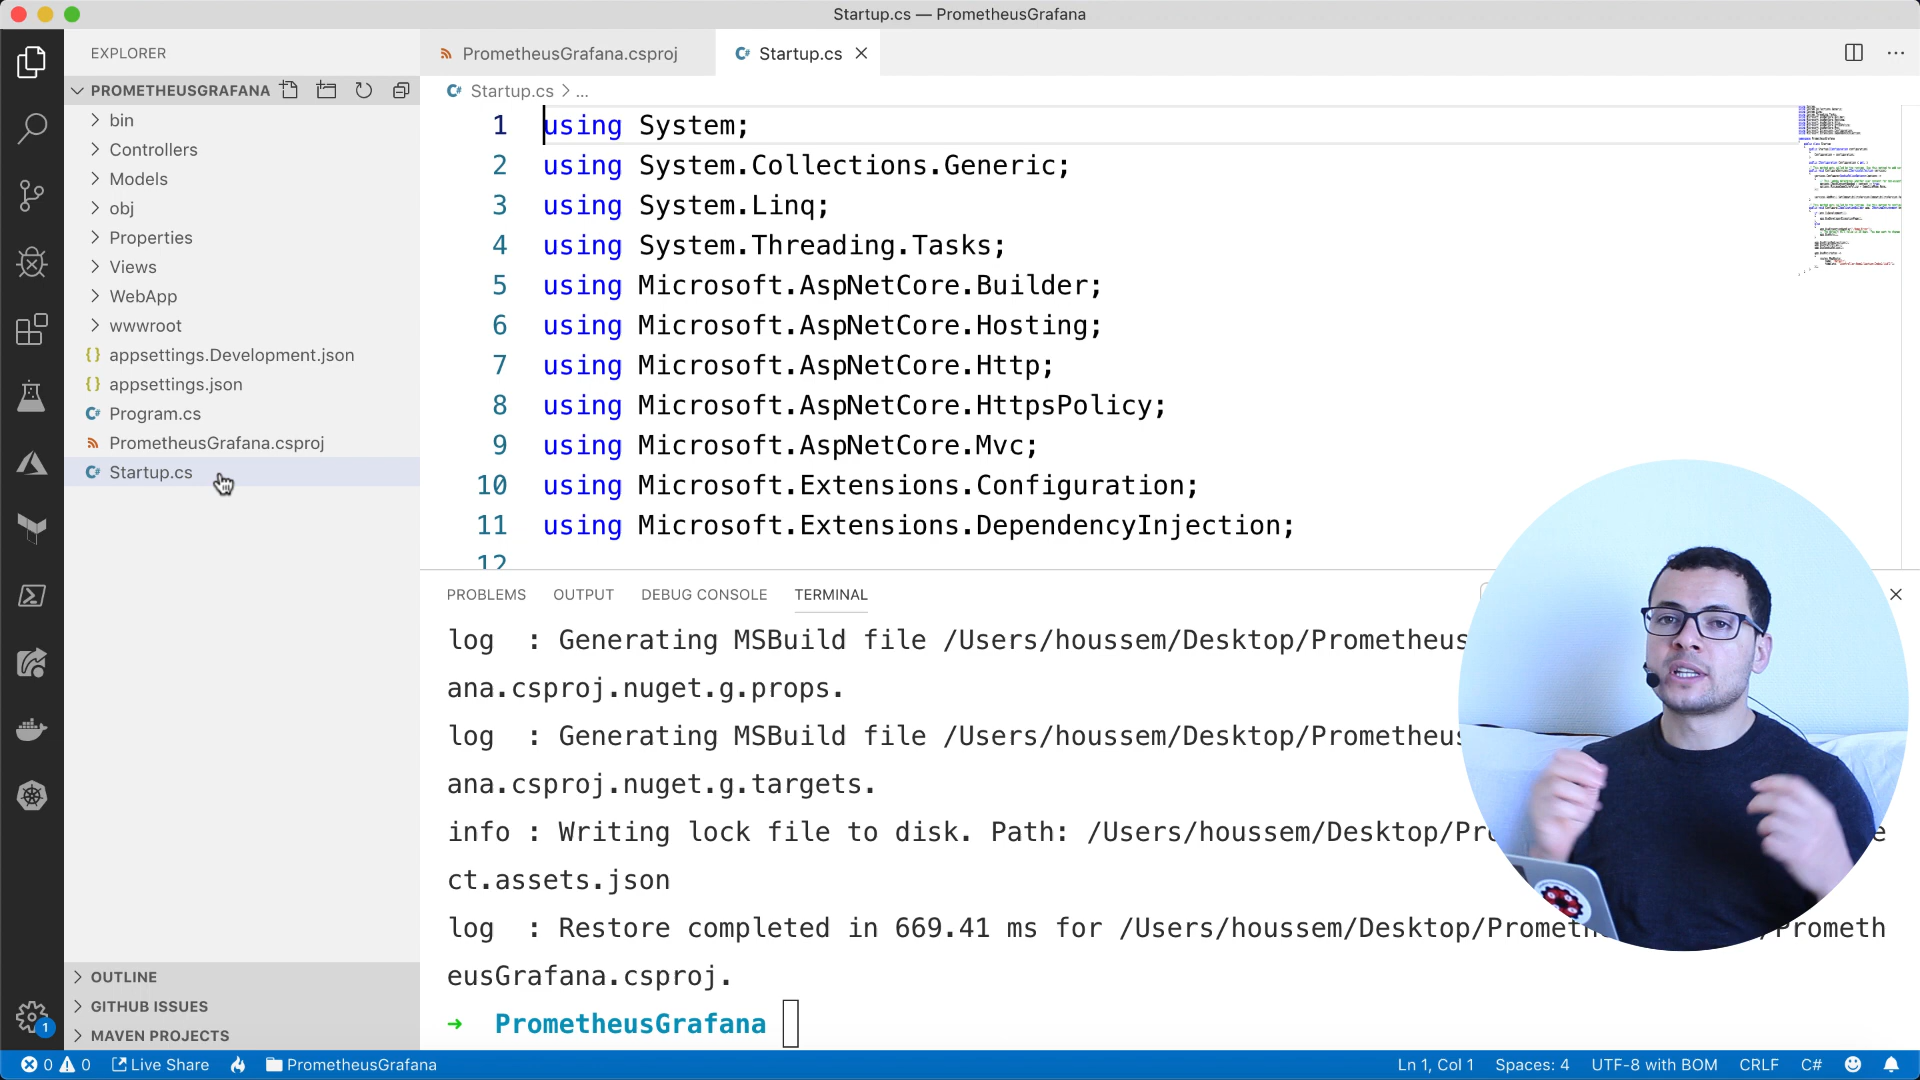 Startup.cs — PrometheusGrafana
EXPLORER
PROMETHEUSGRAFANA
bin
Controllers
Models
obj
Properties
Views
WebApp
wwwroot
{} appsettings.Development.json
{} appsettings.json
C# Program.cs
PrometheusGrafana.csproj
C# Startup.cs
OUTLINE
GITHUB ISSUES
MAVEN PROJECTS
PrometheusGrafana.csproj
C# Startup.cs ×
C# Startup.cs > ...
1 using System;
2 using System.Collections.Generic;
3 using System.Linq;
4 using System.Threading.Tasks;
5 using Microsoft.AspNetCore.Builder;
6 using Microsoft.AspNetCore.Hosting;
7 using Microsoft.AspNetCore.Http;
8 using Microsoft.AspNetCore.HttpsPolicy;
9 using Microsoft.AspNetCore.Mvc;
10 using Microsoft.Extensions.Configuration;
11 using Microsoft.Extensions.DependencyInjection;
12
PROBLEMS OUTPUT DEBUG CONSOLE TERMINAL
log : Generating MSBuild file /Users/houssem/Desktop/Prometheus
ana.csproj.nuget.g.props.
log : Generating MSBuild file /Users/houssem/Desktop/Prometheus
ana.csproj.nuget.g.targets.
info : Writing lock file to disk. Path: /Users/houssem/Desktop/Pro e
ct.assets.json
log : Restore completed in 669.41 ms for /Users/houssem/Desktop/Prometh /Prometh
eusGrafana.csproj.
→ PrometheusGrafana
1
0 0 Live Share PrometheusGrafana Ln 1, Col 1 Spaces: 4 UTF-8 with BOM CRLF C#